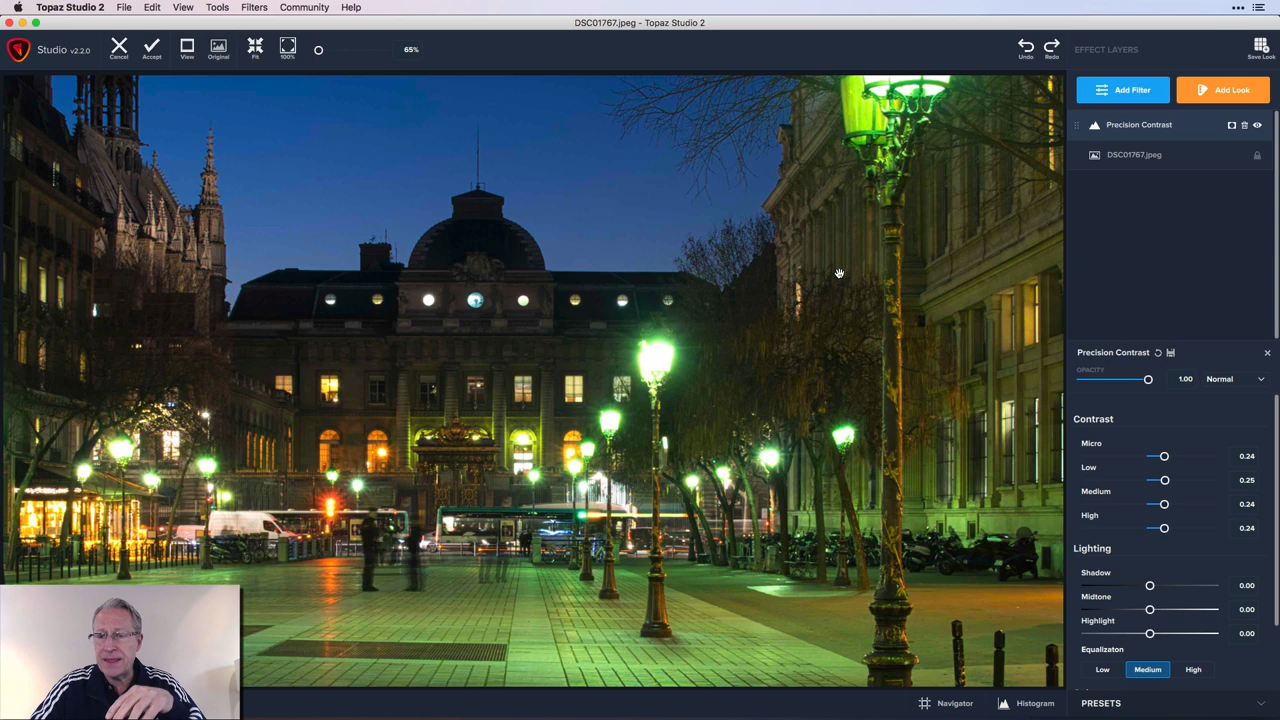 Topaz Studio 2 File Edit View Tools Filters Community Help
DSC01767.jpeg - Topaz Studio 2
Studio v2.2.0
Cancel Accept View Original Fit 100% 65% Undo Redo
EFFECT LAYERS
Save Look
Add Filter Add Look
Precision Contrast
DSC01767.jpeg
Precision Contrast
OPACITY
1.00 Normal
Contrast
Micro
0.24
Low
0.25
Medium
0.24
High
0.24
Lighting
Shadow
0.00
Midtone
0.00
Highlight
0.00
Equalizaton
Low Medium High
Navigator Histogram PRESETS